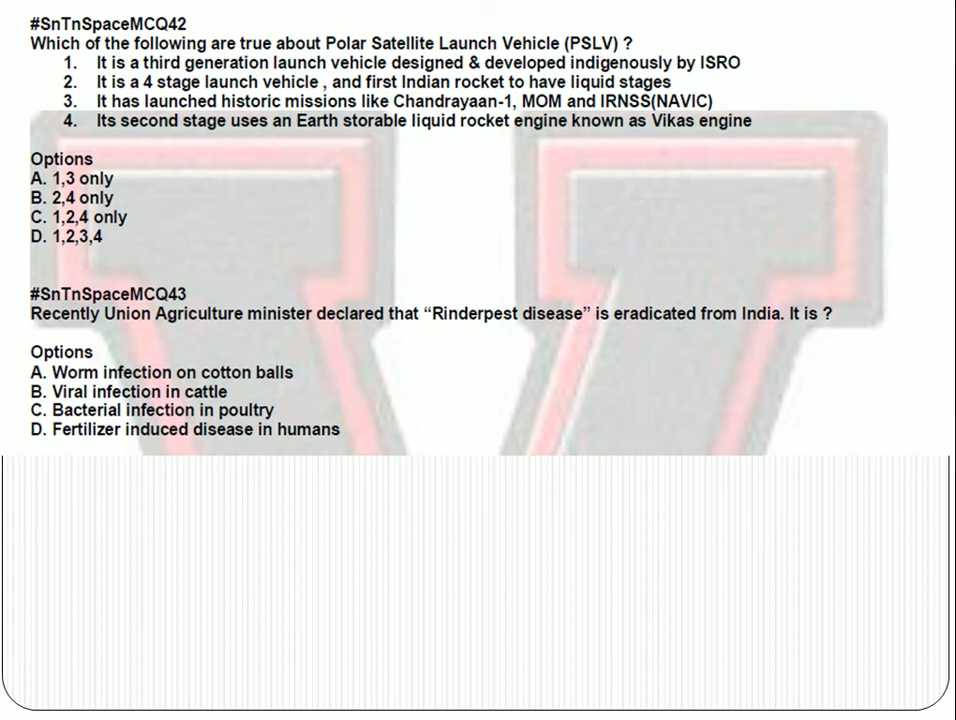 #SnTnSpaceMCQ42
Which of the following are true about Polar Satellite Launch Vehicle (PSLV) ?
1. It is a third generation launch vehicle designed & developed indigenously by ISRO
2. It is a 4 stage launch vehicle , and first Indian rocket to have liquid stages
3. It has launched historic missions like Chandrayaan-1, MOM and IRNSS(NAVIC)
4. Its second stage uses an Earth storable liquid rocket engine known as Vikas engine
Options
A. 1,3 only
B. 2,4 only
C. 1,2,4 only
D. 1,2,3,4
#SnTnSpaceMCQ43
Recently Union Agriculture minister declared that “Rinderpest disease” is eradicated from India. It is ?
Options
A. Worm infection on cotton balls
B. Viral infection in cattle
C. Bacterial infection in poultry
D. Fertilizer induced disease in humans